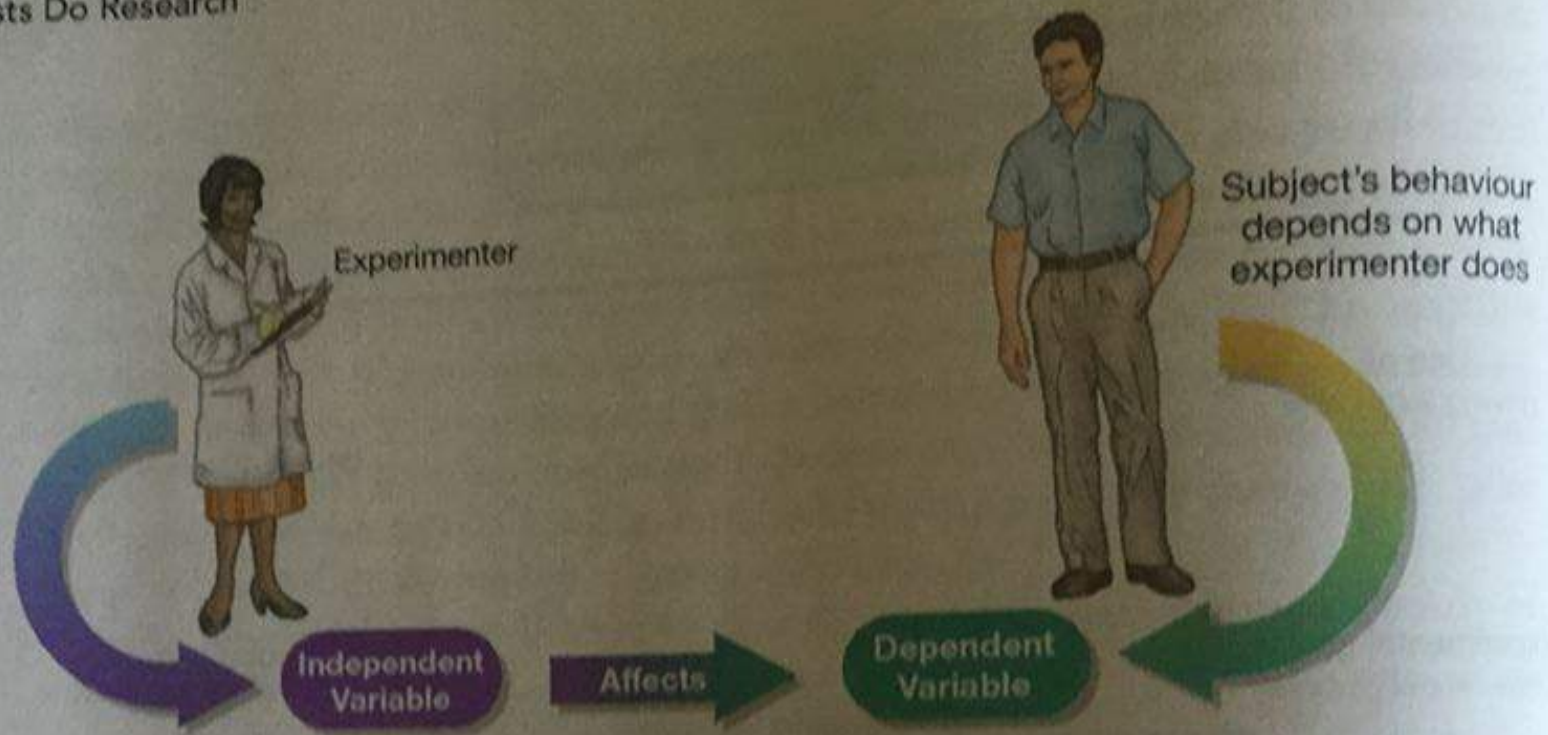 sts Do Research
Experimenter
Subject's behaviour
depends on what
experimenter does
Independent
Variable
Affects
Dependent
Variable